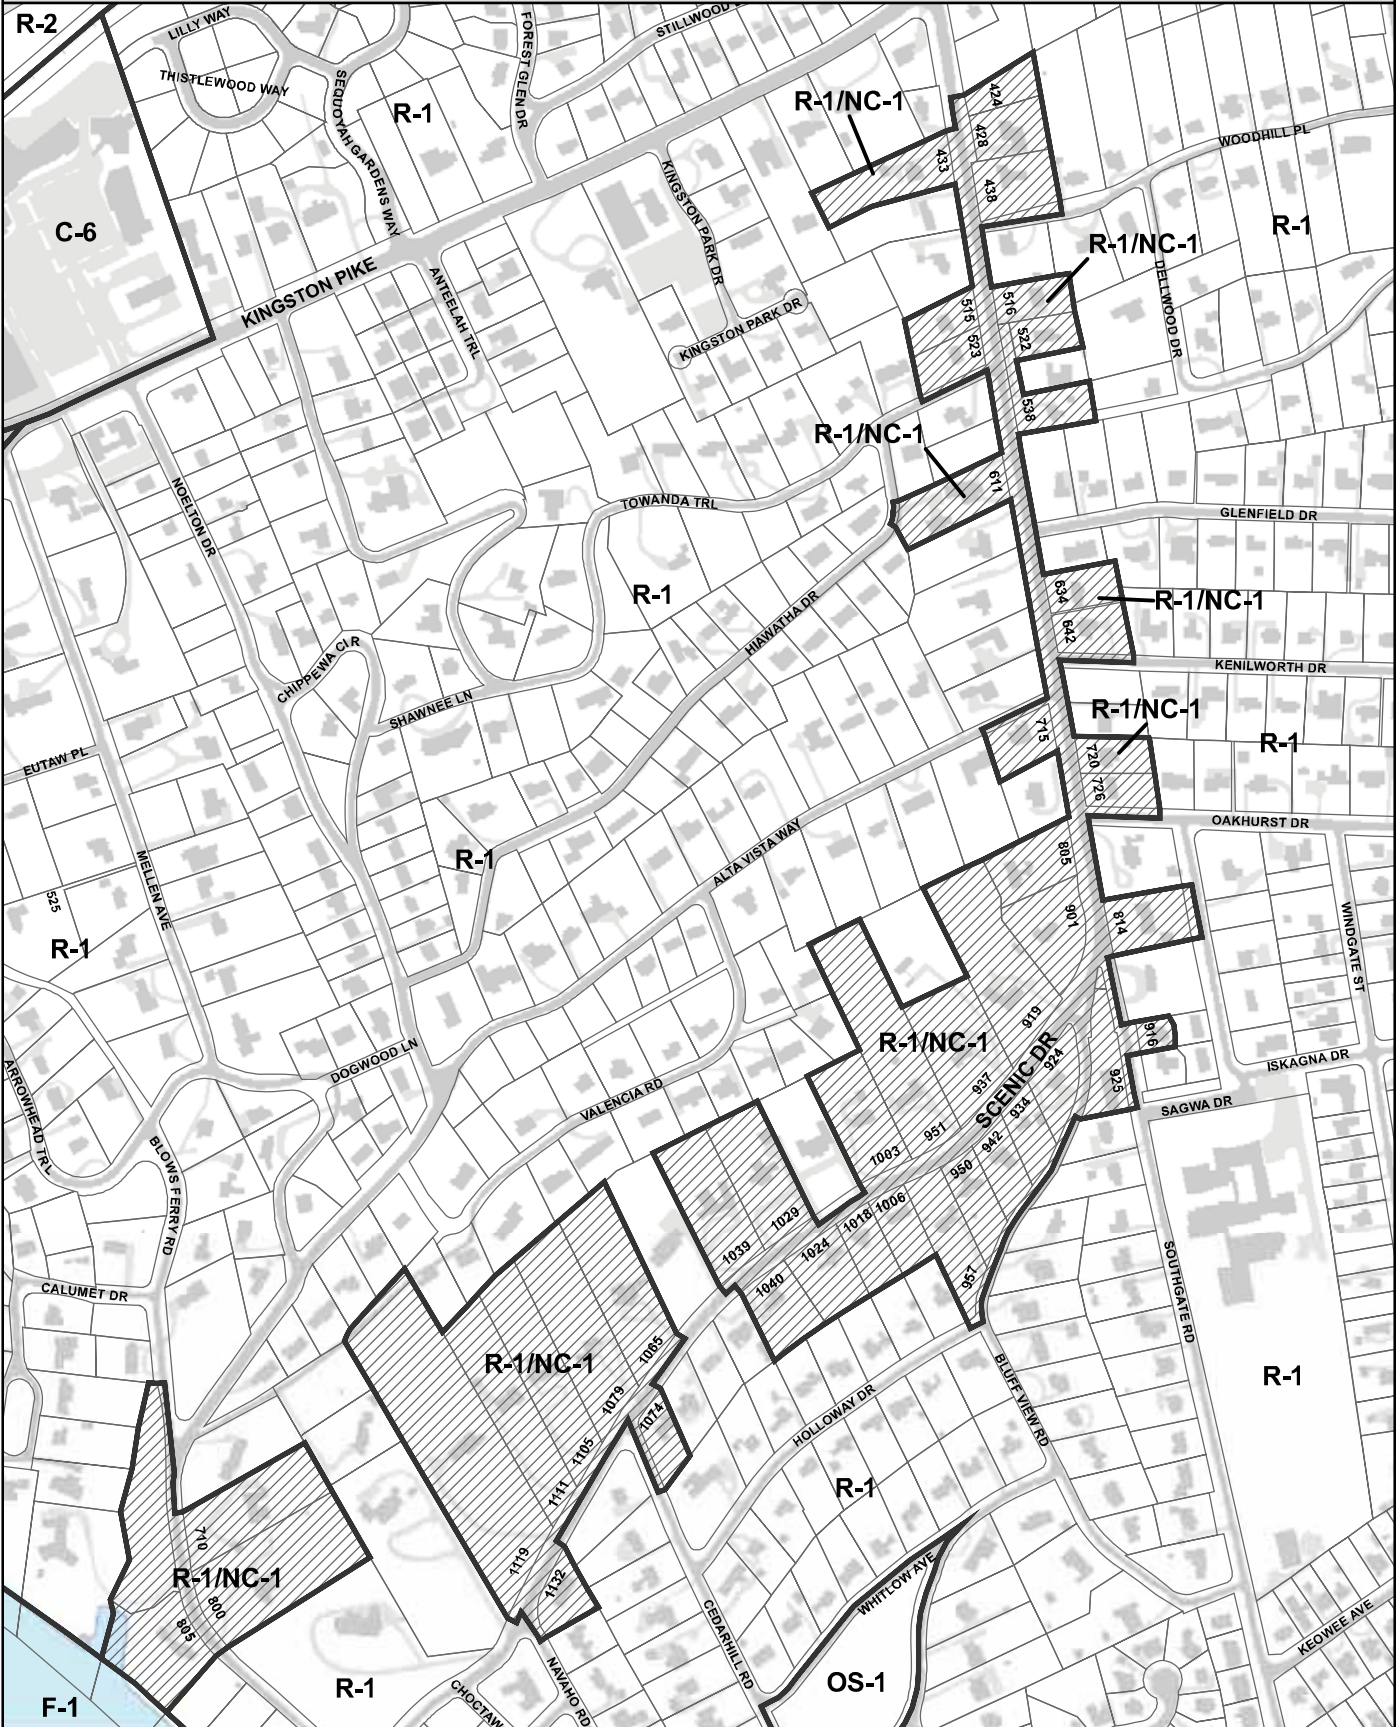 R-2
LILLY WAY
THISTLEWOOD WAY
SEQUOYAH GARDENS WAY
FOREST GLEN DR
STILLWOOD
R-1
R-1/NC-1
424
428
433
438
WOODHILL PL
C-6
KINGSTON PIKE
KINGSTON PARK DR
KINGSTON PARK DR
ANTEELAH TRL
R-1/NC-1
R-1
DELLWOOD DR
515
516
522
523
538
R-1/NC-1
611
NOELTON DR
TOWANDA TRL
GLENFIELD DR
R-1
HIAWATHA DR
634
R-1/NC-1
642
KENILWORTH DR
CHIPPEWA CIR
SHAWNEE LN
715
R-1/NC-1
R-1
720
726
EUTAW PL
OAKHURST DR
MELLEN AVE
R-1
ALTA VISTA WAY
805
525
R-1
901
814
WINDGATE ST
R-1/NC-1
919
SCENIC DR
924
916
937
934
925
ISKAGNA DR
SAGWA DR
DOGWOOD LN
VALENCIA RD
ARROWHEAD TRL
BLOWS FERRY RD
951
942
1003
950
1006
1018
1029
1024
1039
1040
957
CALUMET DR
SOUTHGATE RD
R-1/NC-1
1065
1079
1074
1105
1111
1119
1132
HOLLOWAY DR
BLUFF VIEW RD
R-1
R-1
710
R-1/NC-1
800
805
WHITLOW AVE
CEDARHILL RD
KEOWEE AVE
R-1
CHOCTAW
NAVAHO RD
OS-1
F-1